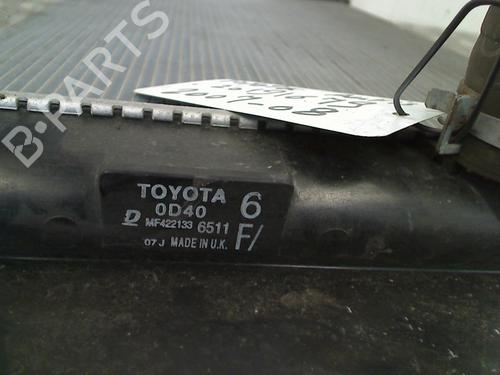 B-PARTS
TOYOTA 6
0D40
D MF422133 6511 F/
07 J MADE IN U.K.